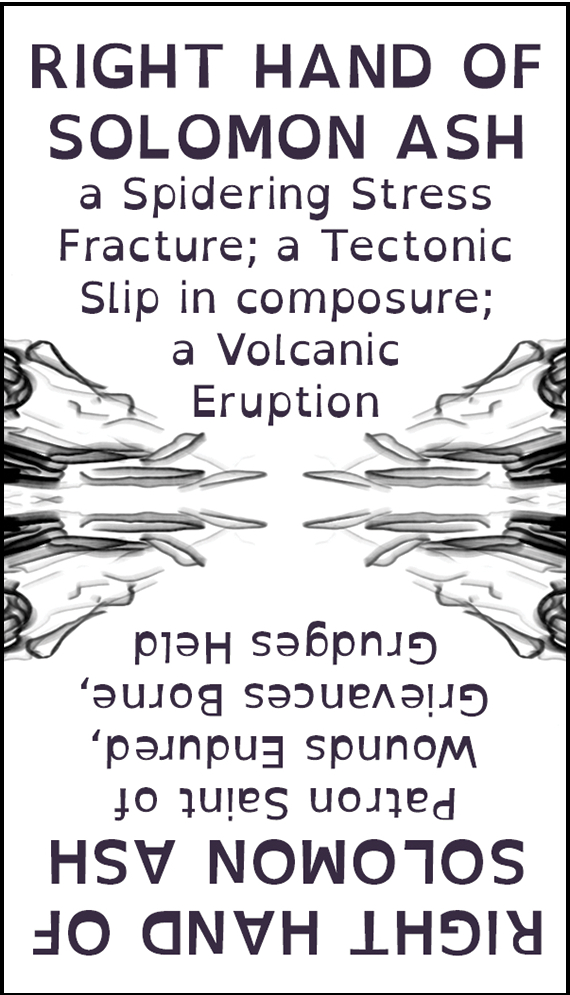 RIGHT HAND OF
SOLOMON ASH
a Spidering Stress
Fracture; a Tectonic
Slip in composure;
a Volcanic
Eruption
RIGHT HAND OF
SOLOMON ASH
Patron Saint of
Wounds Endured,
Grievances Borne,
Grudges Held